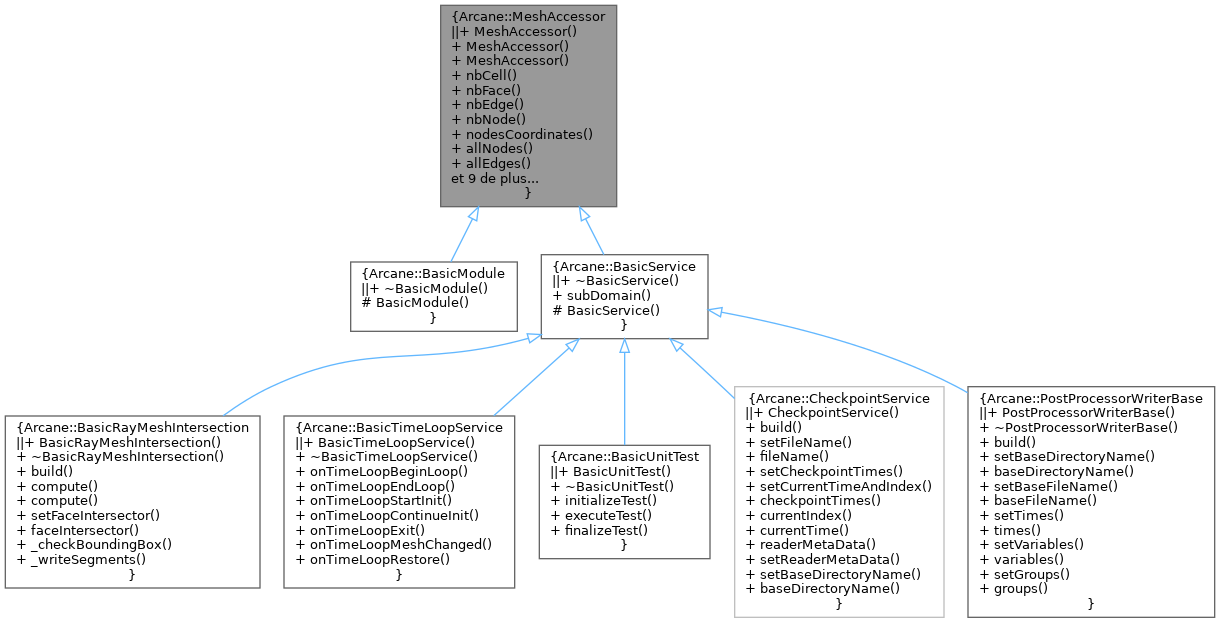 {Arcane::MeshAccessor
||+ MeshAccessor()
+ MeshAccessor()
+ MeshAccessor()
+ nbCell()
+ nbFace()
+ nbEdge()
+ nbNode()
+ nodesCoordinates()
+ allNodes()
+ allEdges()
et 9 de plus...
}
{Arcane::BasicModule
||+ ~BasicModule()
# BasicModule()
}
{Arcane::BasicService
||+ ~BasicService()
+ subDomain()
# BasicService()
}
{Arcane::BasicRayMeshIntersection
||+ BasicRayMeshIntersection()
+ ~BasicRayMeshIntersection()
+ build()
+ compute()
+ compute()
+ setFaceIntersector()
+ faceIntersector()
+ _checkBoundingBox()
+ _writeSegments()
}
{Arcane::BasicTimeLoopService
||+ BasicTimeLoopService()
+ ~BasicTimeLoopService()
+ onTimeLoopBeginLoop()
+ onTimeLoopEndLoop()
+ onTimeLoopStartInit()
+ onTimeLoopContinueInit()
+ onTimeLoopExit()
+ onTimeLoopMeshChanged()
+ onTimeLoopRestore()
}
{Arcane::BasicUnitTest
||+ BasicUnitTest()
+ ~BasicUnitTest()
+ initializeTest()
+ executeTest()
+ finalizeTest()
}
{Arcane::CheckpointService
||+ CheckpointService()
+ build()
+ setFileName()
+ fileName()
+ setCheckpointTimes()
+ setCurrentTimeAndIndex()
+ checkpointTimes()
+ currentIndex()
+ currentTime()
+ readerMetaData()
+ setReaderMetaData()
+ setBaseDirectoryName()
+ baseDirectoryName()
}
{Arcane::PostProcessorWriterBase
||+ PostProcessorWriterBase()
+ ~PostProcessorWriterBase()
+ build()
+ setBaseDirectoryName()
+ baseDirectoryName()
+ setBaseFileName()
+ baseFileName()
+ setTimes()
+ times()
+ setVariables()
+ variables()
+ setGroups()
+ groups()
}